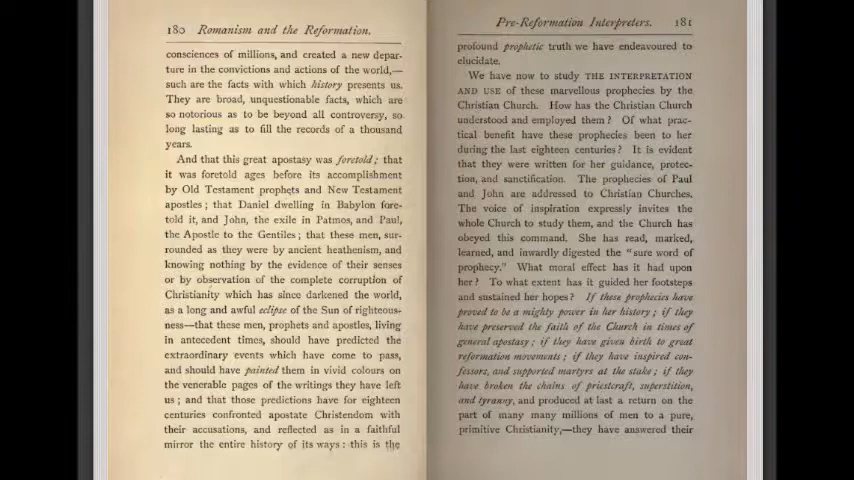 180 Romanism and the Reformation.
consciences of millions, and created a new depar-
ture in the convictions and actions of the world,—
such are the facts with which history presents us.
They are broad, unquestionable facts, which are
so notorious as to be beyond all controversy, so
long lasting as to fill the records of a thousand
years.
And that this great apostasy was foretold; that
it was foretold ages before its accomplishment
by Old Testament prophets and New Testament
apostles; that Daniel dwelling in Babylon fore-
told it, and John, the exile in Patmos, and Paul,
the Apostle to the Gentiles; that these men, sur-
rounded as they were by ancient heathenism, and
knowing nothing by the evidence of their senses
or by observation of the complete corruption of
Christianity which has since darkened the world,
as a long and awful eclipse of the Sun of righteous-
ness—that these men, prophets and apostles, living
in antecedent times, should have predicted the
extraordinary events which have come to pass,
and should have painted them in vivid colours on
the venerable pages of the writings they have left
us; and that those predictions have for eighteen
centuries confronted apostate Christendom with
their accusations, and reflected as in a faithful
mirror the entire history of its ways: this is the
Pre-Reformation Interpreters. 181
profound prophetic truth we have endeavoured to
elucidate.
We have now to study THE INTERPRETATION
AND USE of these marvellous prophecies by the
Christian Church. How has the Christian Church
understood and employed them? Of what prac-
tical benefit have these prophecies been to her
during the last eighteen centuries? It is evident
that they were written for her guidance, protec-
tion, and sanctification. The prophecies of Paul
and John are addressed to Christian Churches.
The voice of inspiration expressly invites the
whole Church to study them, and the Church has
obeyed this command. She has read, marked,
learned, and inwardly digested the "sure word of
prophecy." What moral effect has it had upon
her? To what extent has it guided her footsteps
and sustained her hopes? If these prophecies have
proved to be a mighty power in her history; if they
have preserved the faith of the Church in times of
general apostasy; if they have given birth to great
reformation movements; if they have inspired con-
fessors, and supported martyrs at the stake; if they
have broken the chains of priestcraft, superstition,
and tyranny, and produced at last a return on the
part of many many millions of men to a pure,
primitive Christianity,—they have answered their